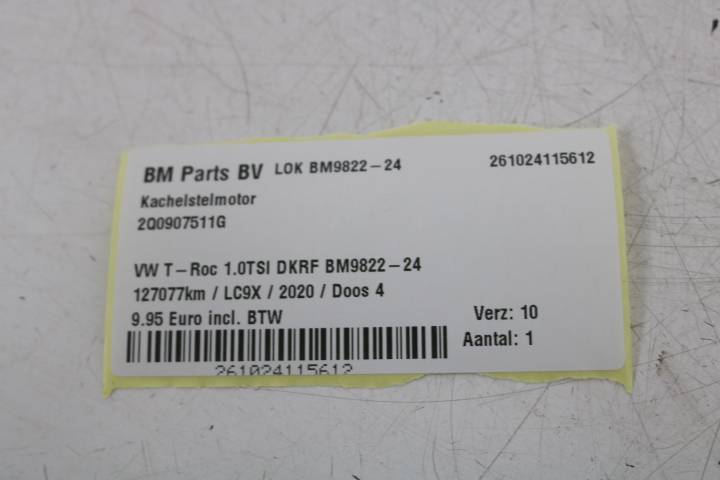 BM Parts BV LOK BM9822-24 261024115612
Kachelstelmotor
2Q0907511G
VW T-Roc 1.0TSI DKRF BM9822-24
127077km / LC9X / 2020 / Doos 4
9.95 Euro incl. BTW Verz: 10
Aantal: 1
261024115612